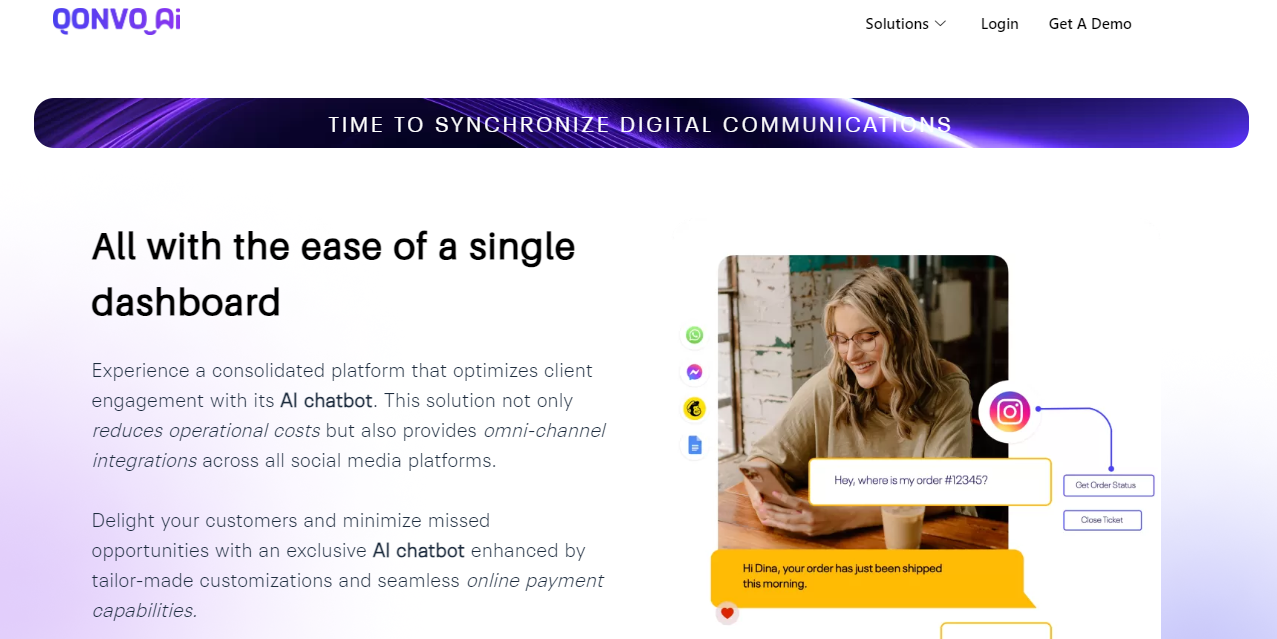 QONVO Ai
Solutions
Login
Get A Demo
TIME TO SYNCHRONIZE DIGITAL COMMUNICATIONS
All with the ease of a single
dashboard
Experience a consolidated platform that optimizes client
engagement with its AI chatbot. This solution not only
reduces operational costs but also provides omni-channel
integrations across all social media platforms.
Delight your customers and minimize missed
opportunities with an exclusive AI chatbot enhanced by
tailor-made customizations and seamless online payment
capabilities.
Hey, where is my order #12345?
Get Order Status
Close Ticket
Hi Dina, your order has just been shipped
this morning.